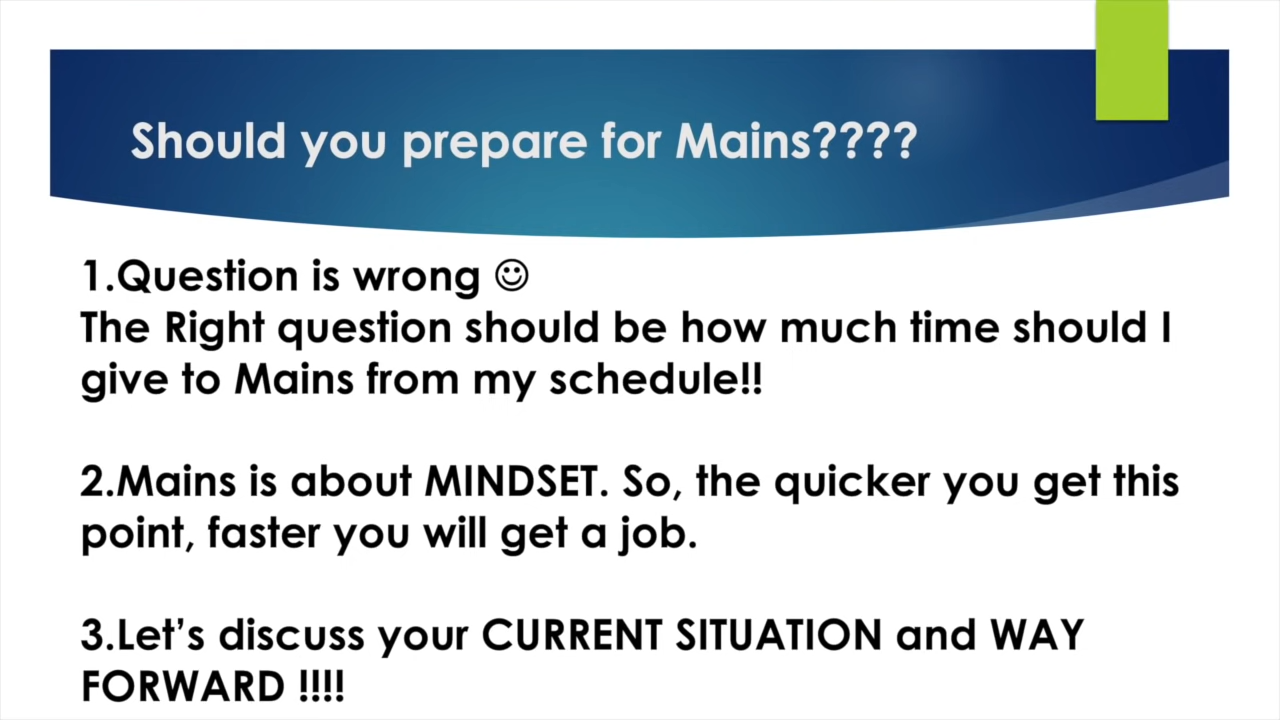 Should you prepare for Mains????
1.Question is wrong ☺
The Right question should be how much time should I
give to Mains from my schedule!!
2.Mains is about MINDSET. So, the quicker you get this
point, faster you will get a job.
3.Let’s discuss your CURRENT SITUATION and WAY
FORWARD !!!!